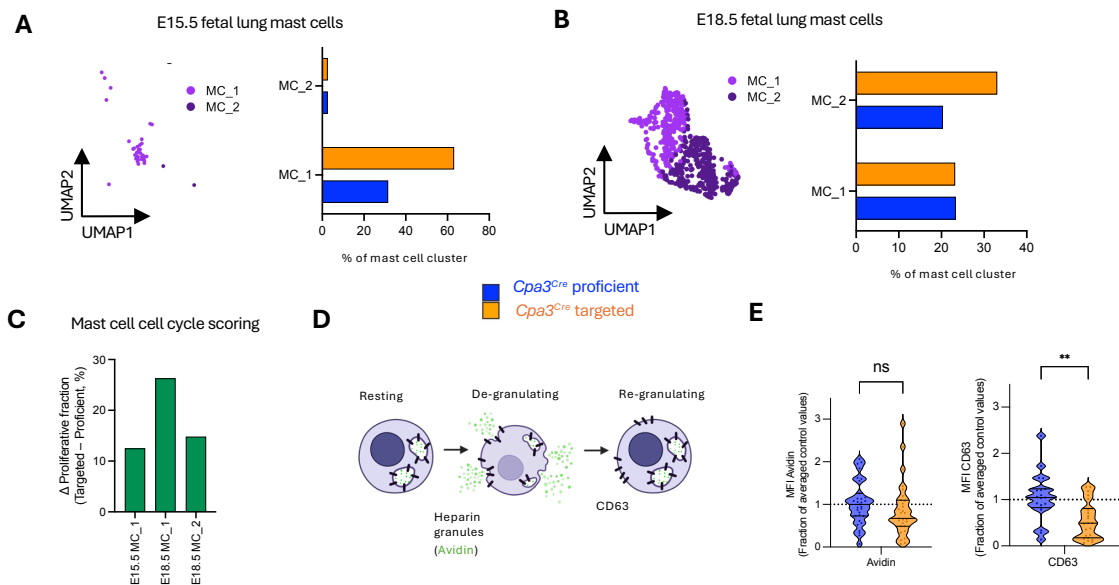 A
E15.5 fetal lung mast cells
MC_1
MC_2
UMAP2
UMAP1
MC_2
MC_1
0
20
40
60
80
% of mast cell cluster
B
E18.5 fetal lung mast cells
MC_1
MC_2
UMAP2
UMAP1
MC_2
MC_1
0
10
20
30
40
% of mast cell cluster
Cpa3Cre proficient
Cpa3Cre targeted
C
Mast cell cell cycle scoring
Δ Proliferative fraction
(Targeted – Proficient, %)
30
20
10
0
E15.5 MC_1
E18.5 MC_1
E18.5 MC_2
D
Resting
De-granulating
Re-granulating
Heparin
granules
(Avidin)
CD63
E
ns
MFI Avidin
(Fraction of averaged control values)
3
2
1
0
Avidin
**
MFI CD63
(Fraction of averaged control values)
3
2
1
0
CD63